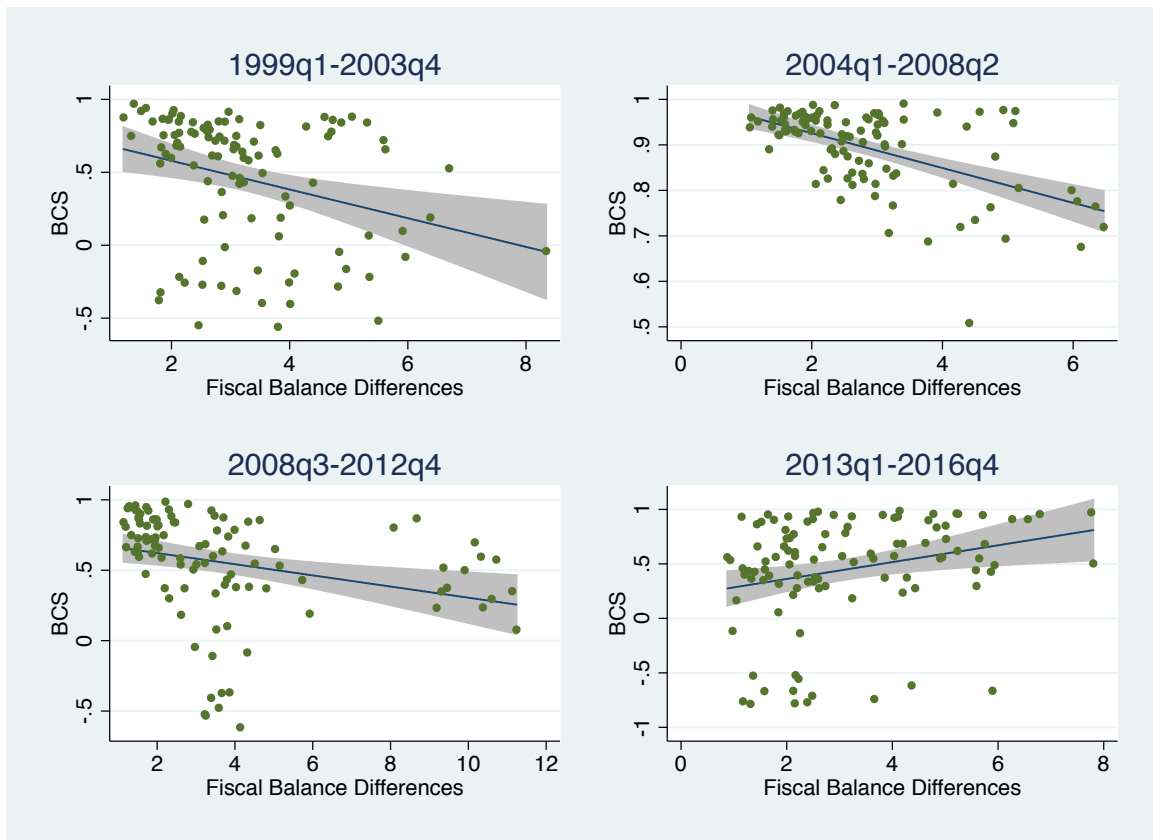 1999q1-2003q4
BCS
1
.5
0
-.5
2 4 6 8
Fiscal Balance Differences
2004q1-2008q2
BCS
1
.9
.8
.7
.6
.5
0 2 4 6
Fiscal Balance Differences
2008q3-2012q4
BCS
1
.5
0
-.5
2 4 6 8 10 12
Fiscal Balance Differences
2013q1-2016q4
BCS
1
.5
0
-.5
-1
0 2 4 6 8
Fiscal Balance Differences